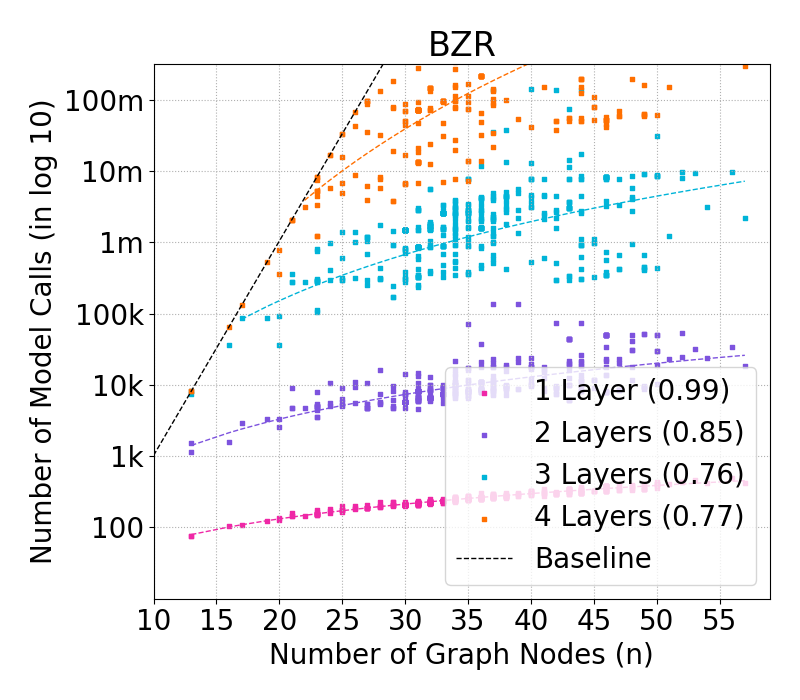 BZR
Number of Model Calls (in log 10)
100m
10m
1m
100k
10k
1k
100
1 Layer (0.99)
2 Layers (0.85)
3 Layers (0.76)
4 Layers (0.77)
Baseline
10 15 20 25 30 35 40 45 50 55
Number of Graph Nodes (n)